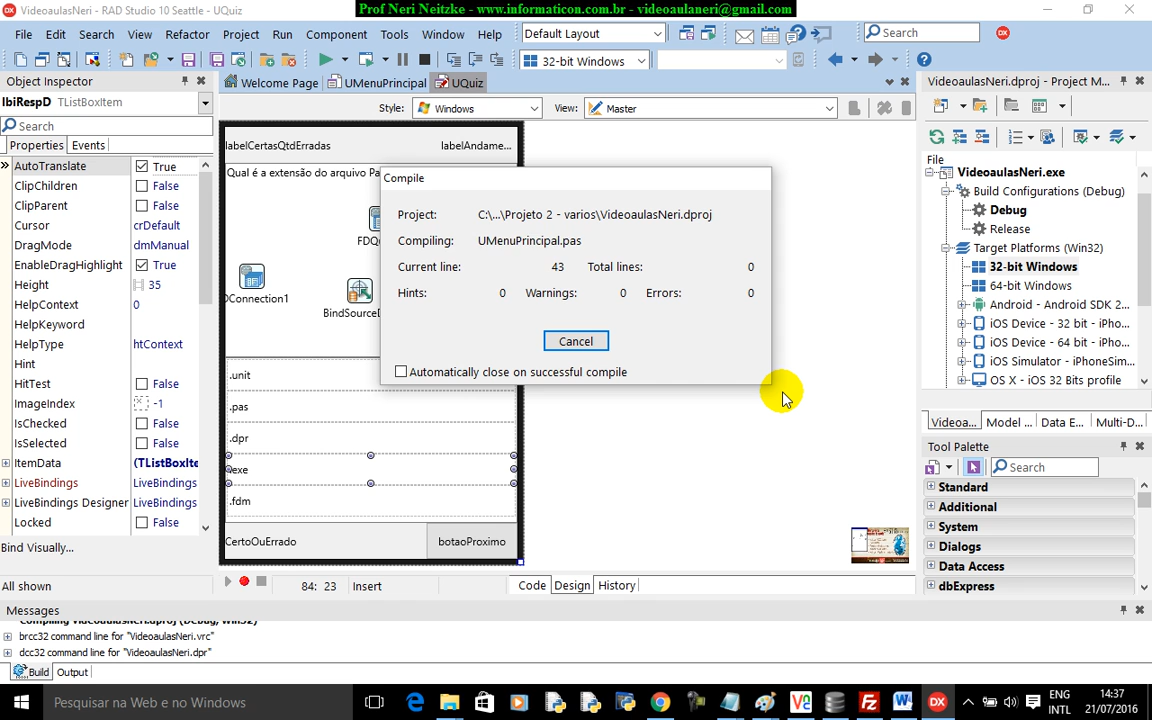 VideoaulasNeri - RAD Studio 10 Seattle - UQuiz
Prof Neri Neitzke - www.informaticon.com.br - videoaulaneri@gmail.com
File Edit Search View Refactor Project Run Component Tools Window Help
Default Layout
Search
32-bit Windows
Object Inspector
lbiRespD TListBoxItem
Search
Properties Events
AutoTranslate True
ClipChildren False
ClipParent False
Cursor crDefault
DragMode dmManual
EnableDragHighlight True
Height 35
HelpContext 0
HelpKeyword
HelpType htContext
Hint
HitTest False
ImageIndex -1
IsChecked False
IsSelected False
ItemData (TListBoxIte
LiveBindings LiveBindings
LiveBindings Designer LiveBindings
Locked False
Bind Visually...
All shown
Welcome Page UMenuPrincipal UQuiz
Style: Windows View: Master
labelCertasQtdErradas labelAndame...
Qual é a extensão do arquivo Pa
FDQ
DConnection1
BindSourceD
.unit
.pas
.dpr
exe
.fdm
CertoOuErrado botaoProximo
Compile
Project: C:\...\Projeto 2 - varios\VideoaulasNeri.dproj
Compiling: UMenuPrincipal.pas
Current line: 43 Total lines: 0
Hints: 0 Warnings: 0 Errors: 0
Cancel
Automatically close on successful compile
84: 23 Insert
Code Design History
VideoaulasNeri.dproj - Project M...
File
VideoaulasNeri.exe
Build Configurations (Debug)
Debug
Release
Target Platforms (Win32)
32-bit Windows
64-bit Windows
Android - Android SDK 2...
iOS Device - 32 bit - iPho...
iOS Device - 64 bit - iPho...
iOS Simulator - iPhoneSim...
OS X - iOS 32 Bits profile
Videoa... Model ... Data E... Multi-D...
Tool Palette
Search
Standard
Additional
System
Dialogs
Data Access
dbExpress
Messages
Compiling VideoaulasNeri.dproj (Debug, Win32)
brcc32 command line for "VideoaulasNeri.vrc"
dcc32 command line for "VideoaulasNeri.dpr"
Build Output
Pesquisar na Web e no Windows
ENG
INTL
14:37
21/07/2016